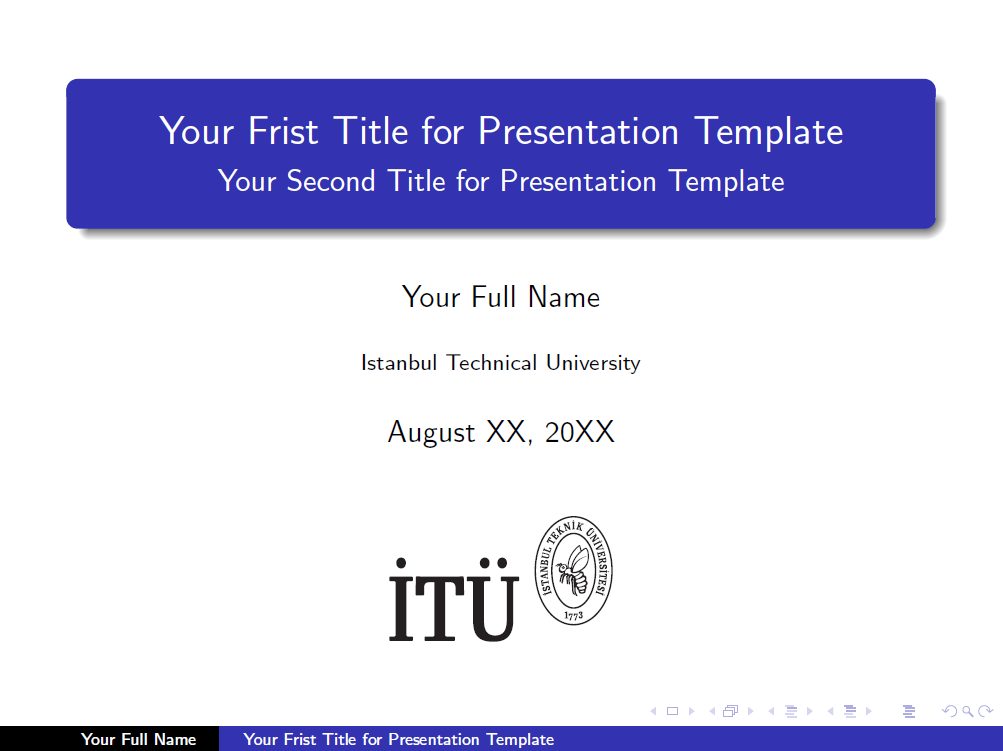 Your Frist Title for Presentation Template
Your Second Title for Presentation Template
Your Full Name
Istanbul Technical University
August XX, 20XX
İTÜ
İSTANBUL TEKNİK ÜNİVERSİTESİ
1773
Your Full Name
Your Frist Title for Presentation Template